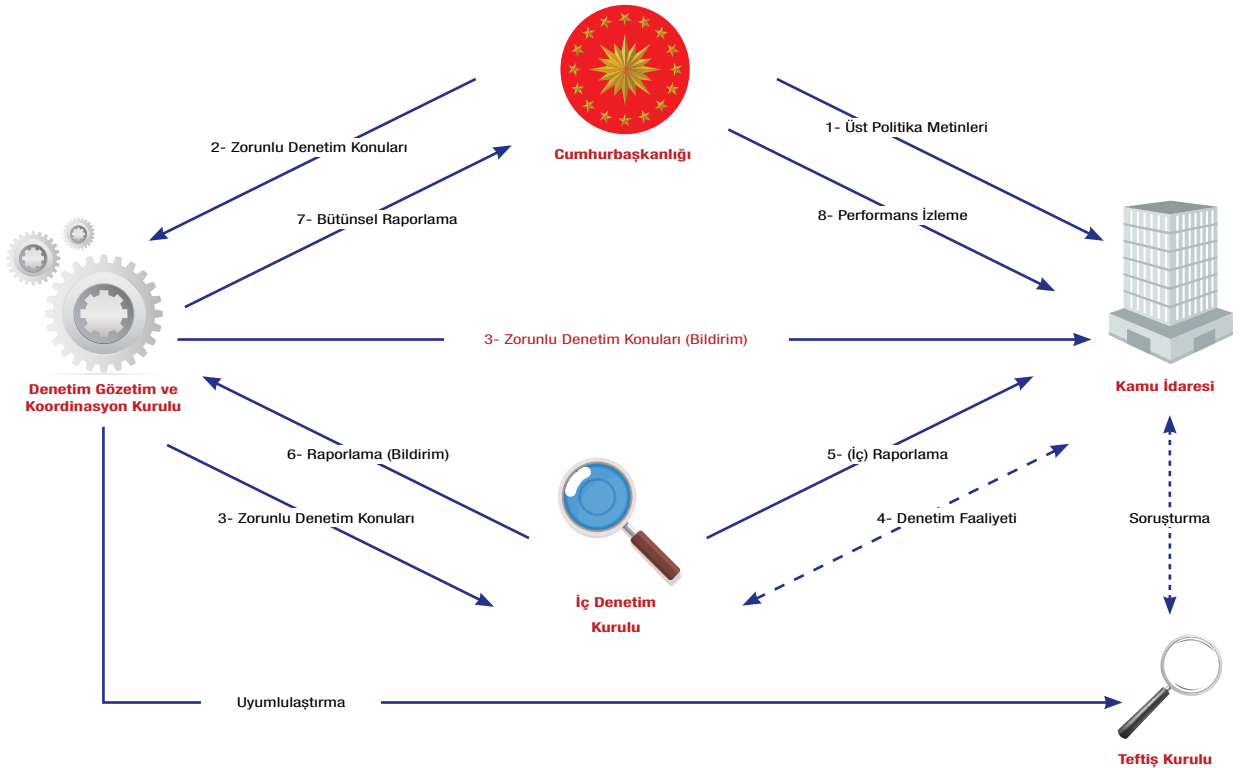 Cumhurbaşkanlığı
1- Üst Politika Metinleri
2- Zorunlu Denetim Konuları
7- Bütünsel Raporlama
8- Performans İzleme
3- Zorunlu Denetim Konuları (Bildirim)
Denetim Gözetim ve
Koordinasyon Kurulu
Kamu İdaresi
6- Raporlama (Bildirim)
5- (İç) Raporlama
3- Zorunlu Denetim Konuları
4- Denetim Faaliyeti
Soruşturma
İç Denetim
Kurulu
Uyumlulaştırma
Teftiş Kurulu